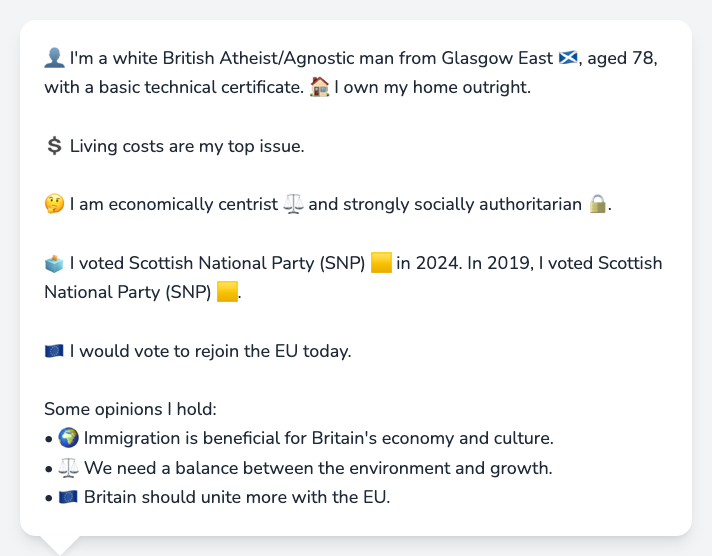 👤 I'm a white British Atheist/Agnostic man from Glasgow East 🏴󠁧󠁢󠁳󠁣󠁴󠁿, aged 78,
with a basic technical certificate. 🏠 I own my home outright.
💲 Living costs are my top issue.
🤔 I am economically centrist ⚖️ and strongly socially authoritarian 🔒.
🗳️ I voted Scottish National Party (SNP) 🟨 in 2024. In 2019, I voted Scottish
National Party (SNP) 🟨.
🇪🇺 I would vote to rejoin the EU today.
Some opinions I hold:
• 🌍 Immigration is beneficial for Britain's economy and culture.
• ⚖️ We need a balance between the environment and growth.
• 🇪🇺 Britain should unite more with the EU.